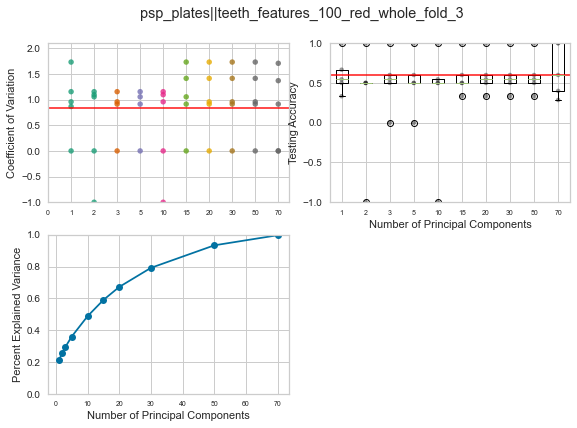 psp_plates||teeth_features_100_red_whole_fold_3
Coefficient of Variation
2.0
1.5
1.0
0.5
0.0
−0.5
−1.0
0 1 2 3 5 10 15 20 30 50 70
Testing Accuracy
1.0
0.5
0.0
−0.5
−1.0
1 2 3 5 10 15 20 30 50 70
Number of Principal Components
Percent Explained Variance
1.0
0.8
0.6
0.4
0.2
0.0
0 10 20 30 40 50 60 70
Number of Principal Components